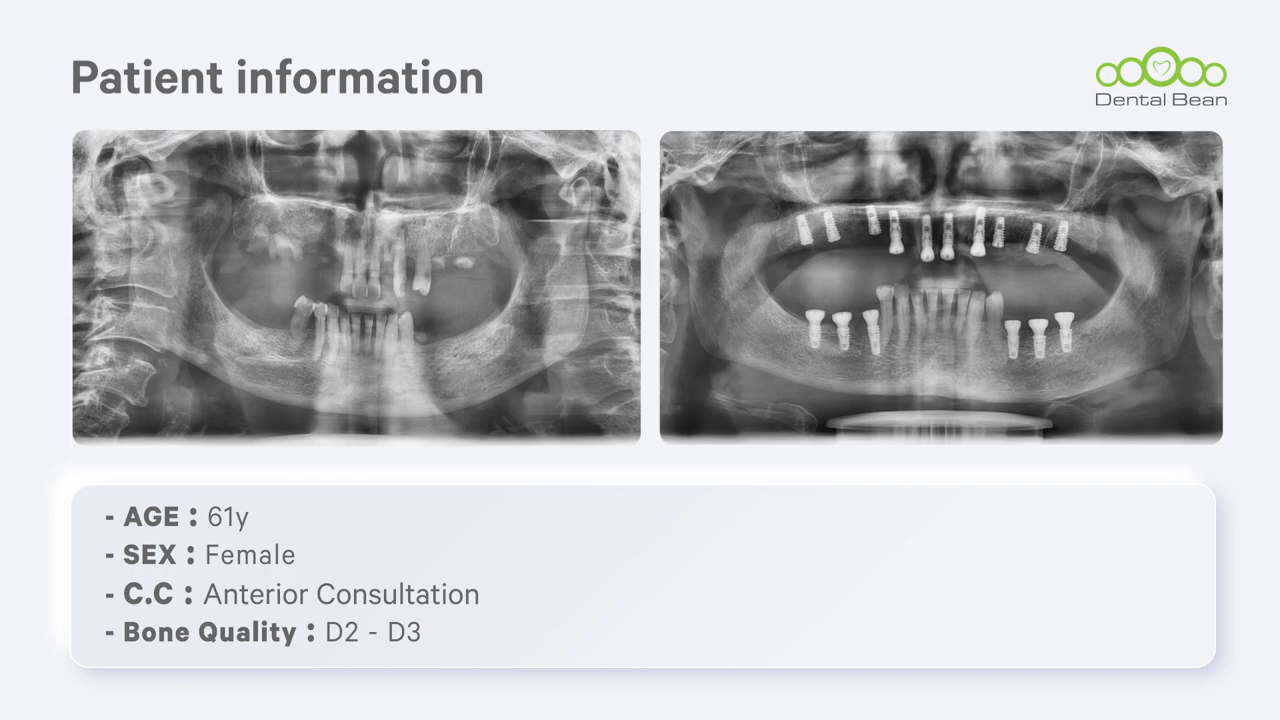 Patient information
Dental Bean
- AGE : 61y
- SEX : Female
- C.C : Anterior Consultation
- Bone Quality : D2 - D3